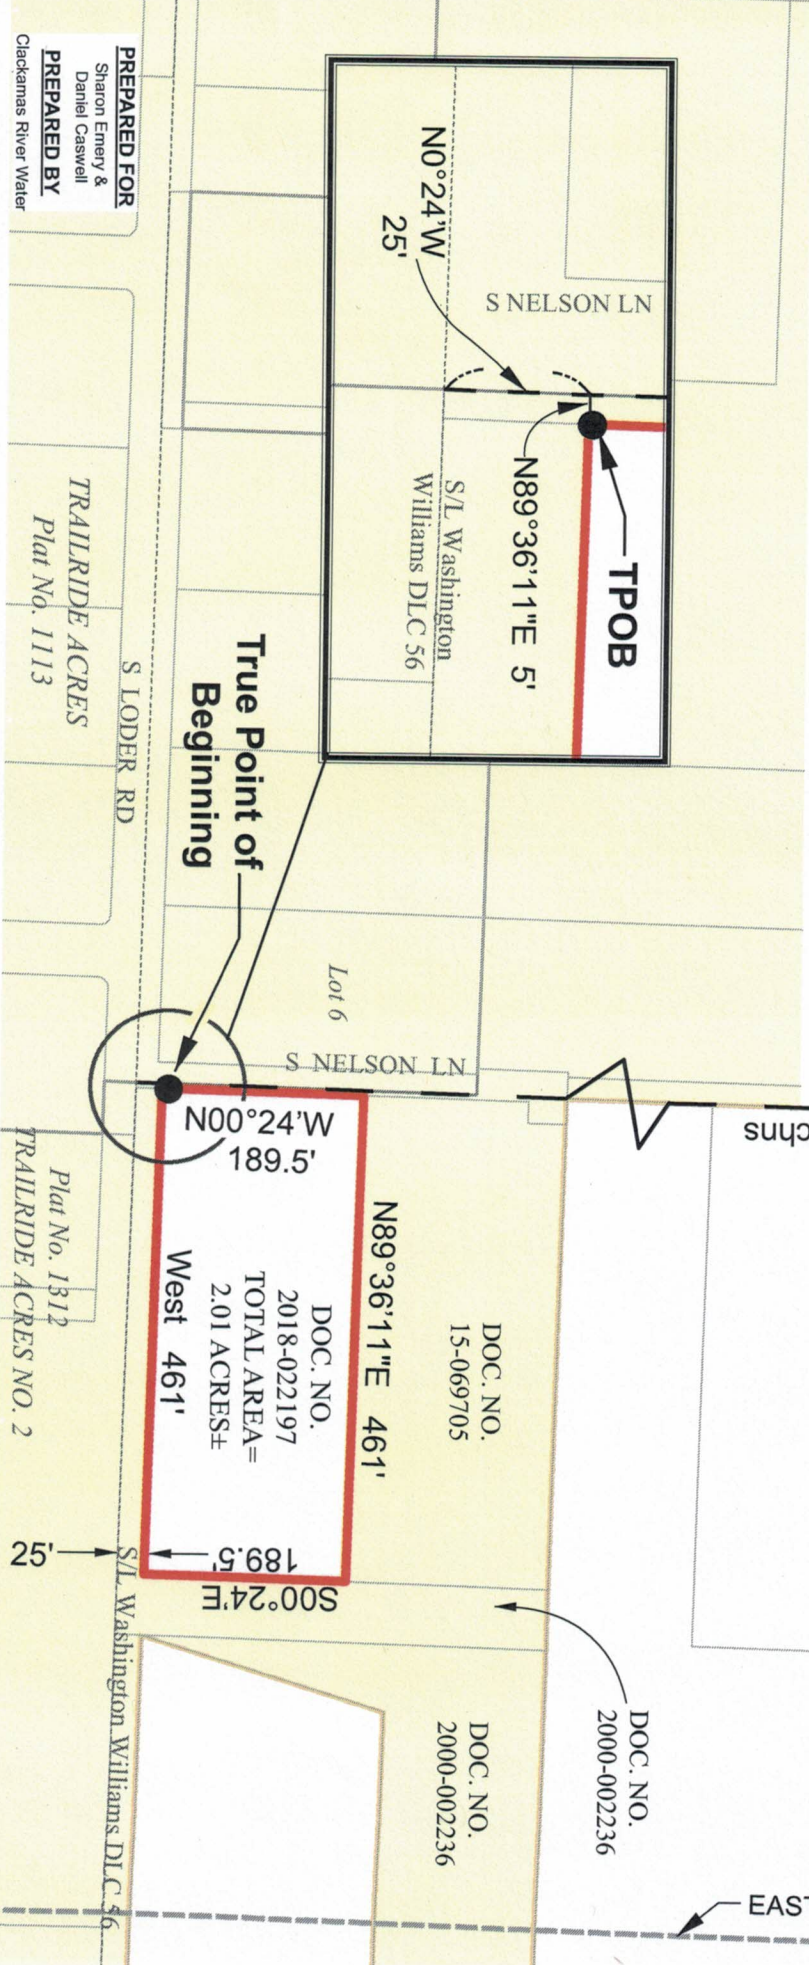 N0°24'W
25'
S NELSON LN
TPOB
N89°36'11"E 5'
S/L Washington
Williams DLC 56
PREPARED FOR
Sharon Emery &
Daniel Caswell
PREPARED BY
Clackamas River Water
TRAILRIDE ACRES
Plat No. 1113
S LODER RD
True Point of
Beginning
Lot 6
S NELSON LN
chns
N00°24'W
189.5'
N89°36'11"E 461'
DOC. NO.
15-069705
DOC. NO.
2018-022197
TOTAL AREA=
2.01 ACRES±
West 461'
S00°24'E
189.5'
25'
Plat No. 1312
TRAILRIDE ACRES NO. 2
S/L Washington Williams DLC 56
DOC. NO.
2000-002236
DOC. NO.
2000-002236
EAST